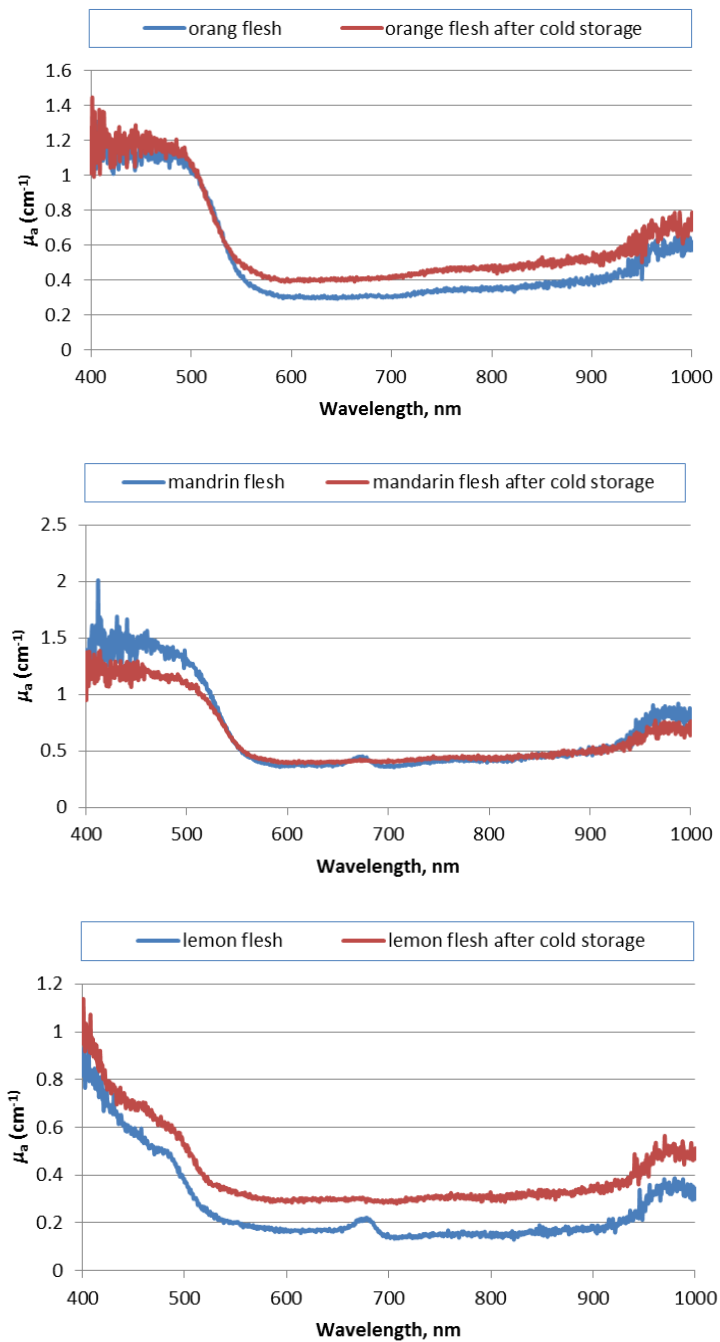 orang flesh orange flesh after cold storage
1.6
1.4
1.2
1
0.8
0.6
0.4
0.2
0
μa (cm-1)
400 500 600 700 800 900 1000
Wavelength, nm
mandrin flesh mandarin flesh after cold storage
2.5
2
1.5
1
0.5
0
μa (cm-1)
400 500 600 700 800 900 1000
Wavelength, nm
lemon flesh lemon flesh after cold storage
1.2
1
0.8
0.6
0.4
0.2
0
μa (cm-1)
400 500 600 700 800 900 1000
Wavelength, nm